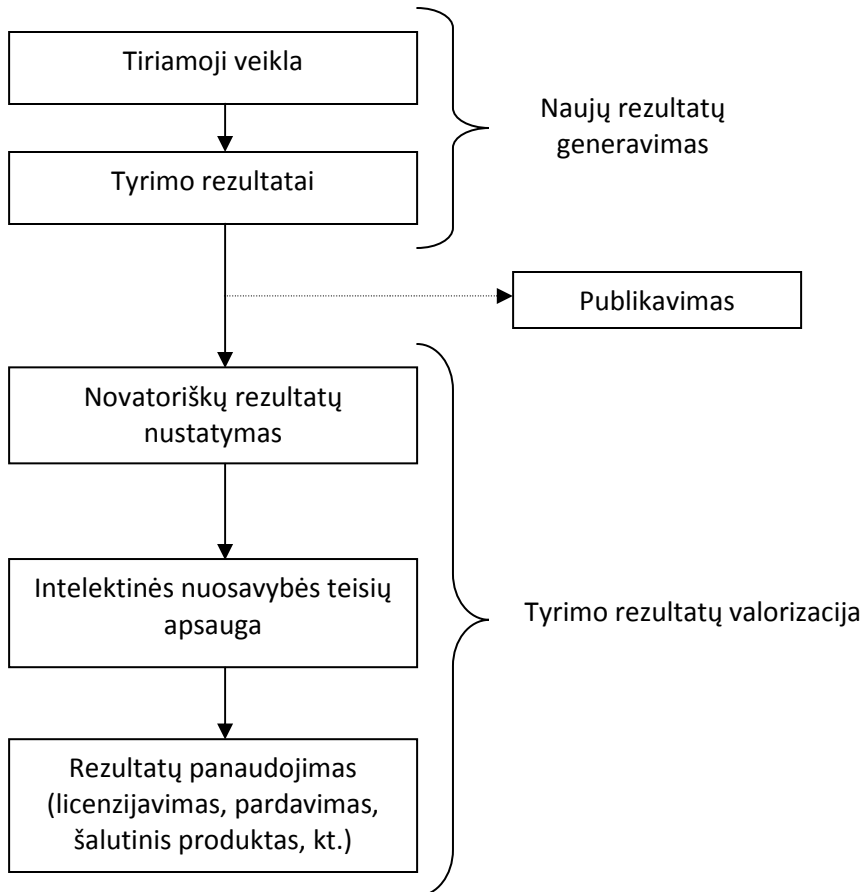 Tiriamoji veikla
Tyrimo rezultatai
Naujų rezultatų
generavimas
Publikavimas
Novatoriškų rezultatų
nustatymas
Intelektinės nuosavybės teisių
apsauga
Tyrimo rezultatų valorizacija
Rezultatų panaudojimas
(licenzijavimas, pardavimas,
šalutinis produktas, kt.)